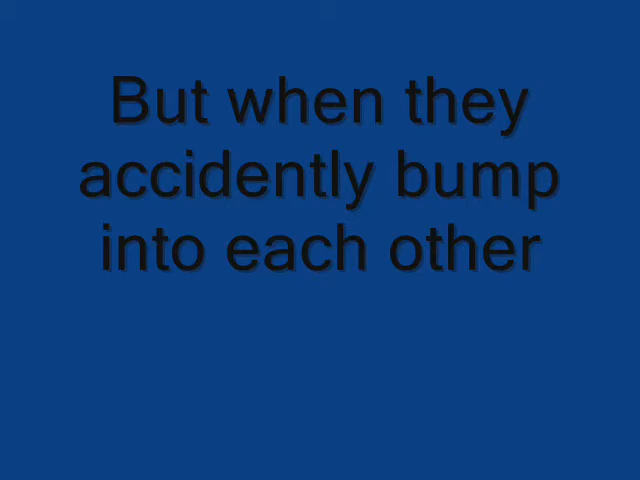 But when they
accidently bump
into each other